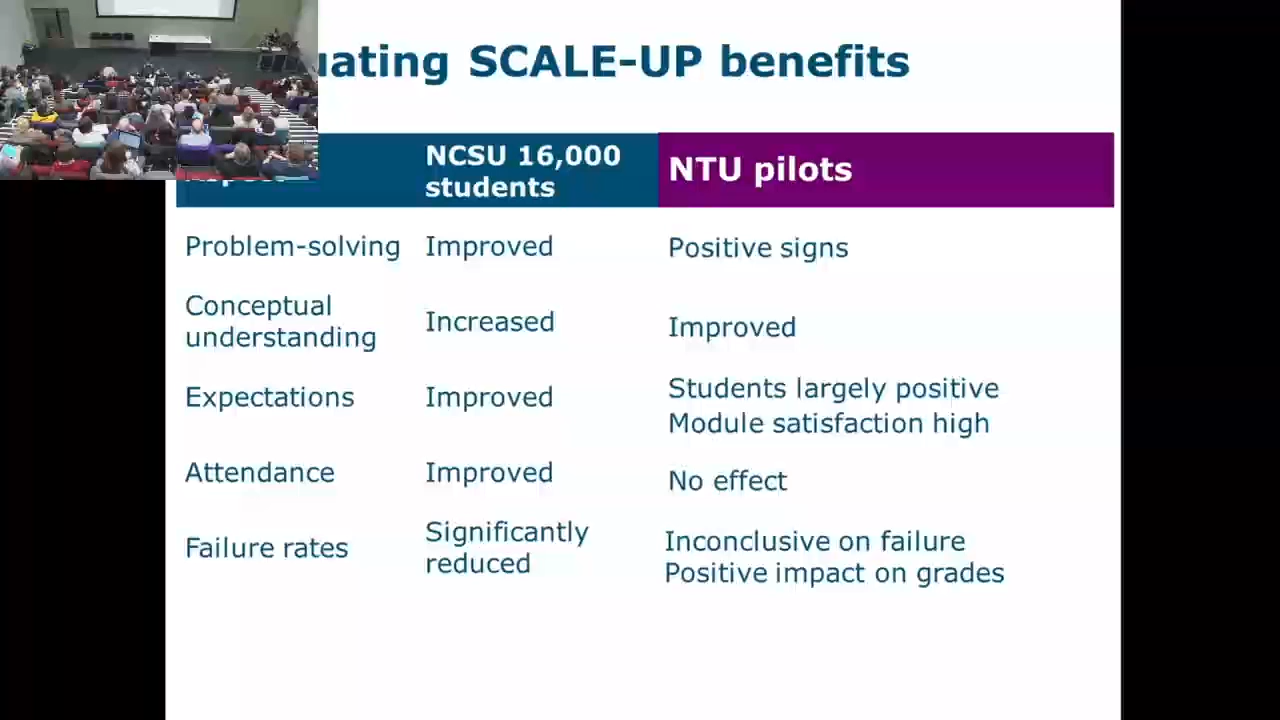 SCALE-UP benefits
NCSU 16,000
students
NTU pilots
Problem-solving
Improved
Positive signs
Conceptual
understanding
Increased
Improved
Expectations
Improved
Students largely positive
Module satisfaction high
Attendance
Improved
No effect
Failure rates
Significantly
reduced
Inconclusive on failure
Positive impact on grades